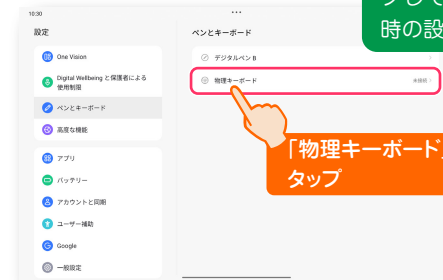 クして
時の設
10:30
設定
One Vision
Digital Wellbeing と保護者による
使用制限
ペンとキーボード
高度な機能
アプリ
バッテリー
アカウントと同期
ユーザー補助
Google
一般設定
ペンとキーボード
デジタルペン B
物理キーボード
未接続
「物理キーボード」
タップ